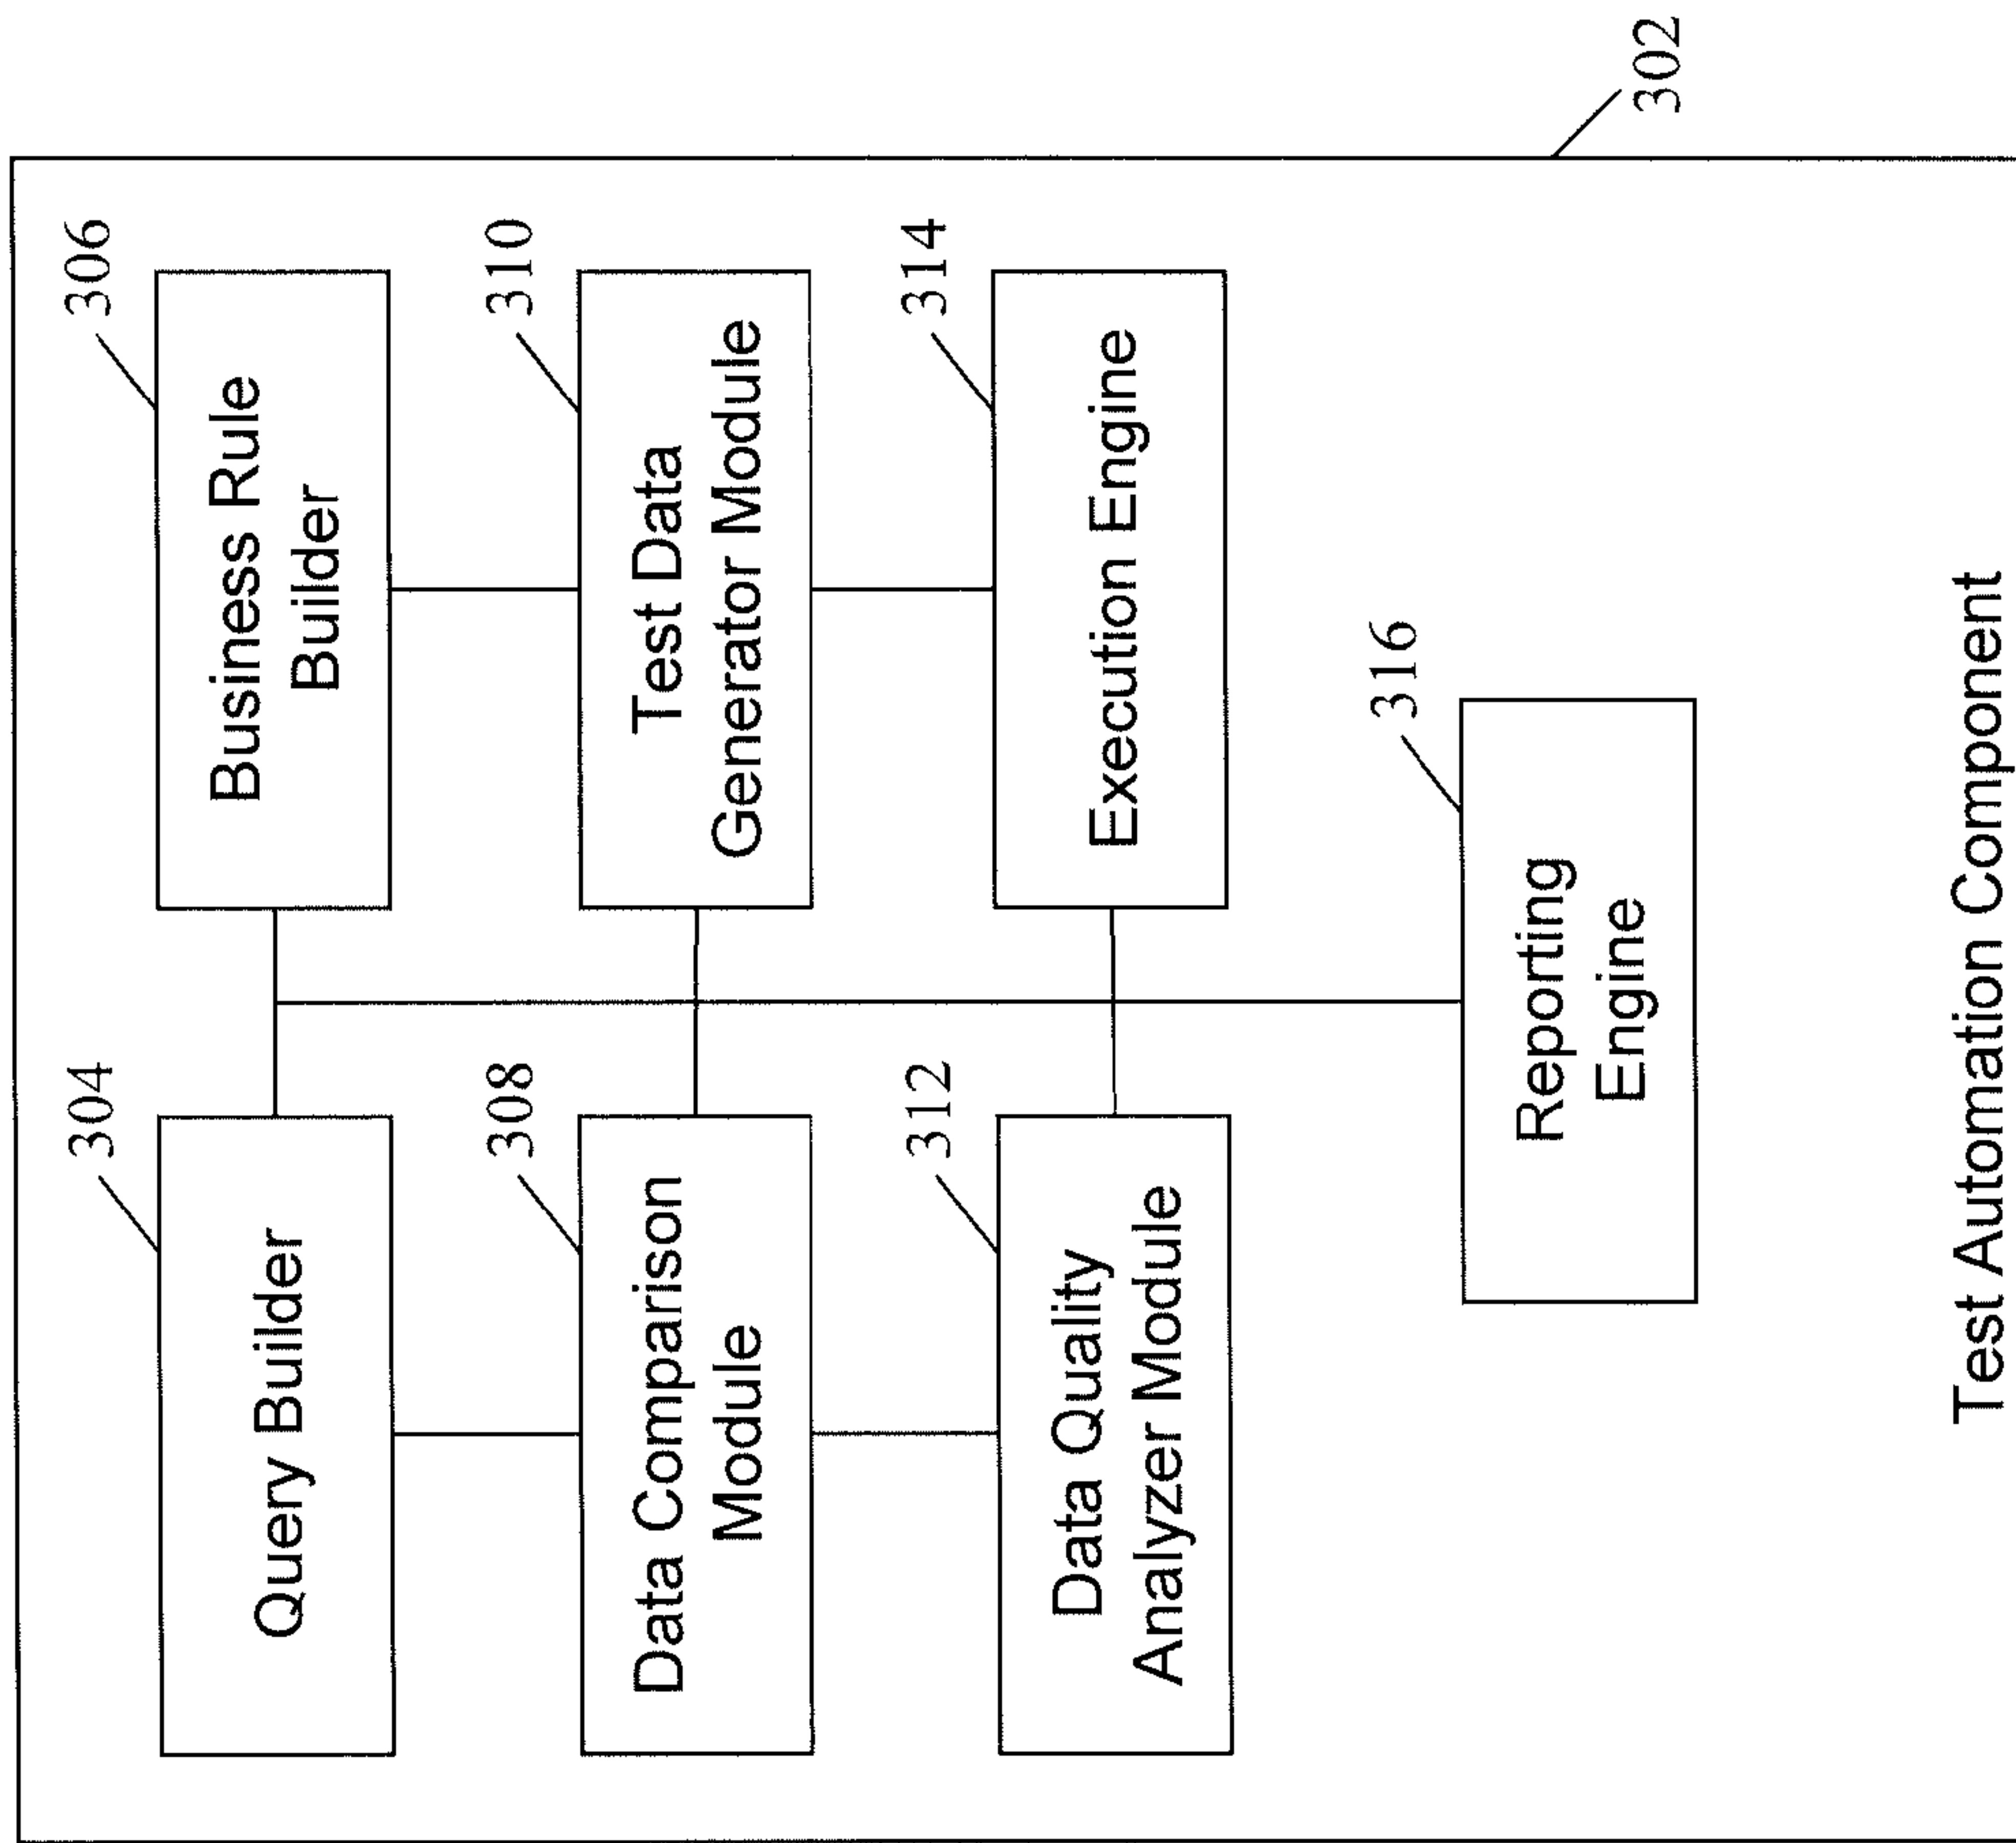 304
Query Builder
306
Business Rule
Builder
308
Data Comparison
Module
310
Test Data
Generator Module
312
Data Quality
Analyzer Module
314
Execution Engine
316
Reporting
Engine
302
Test Automation Component